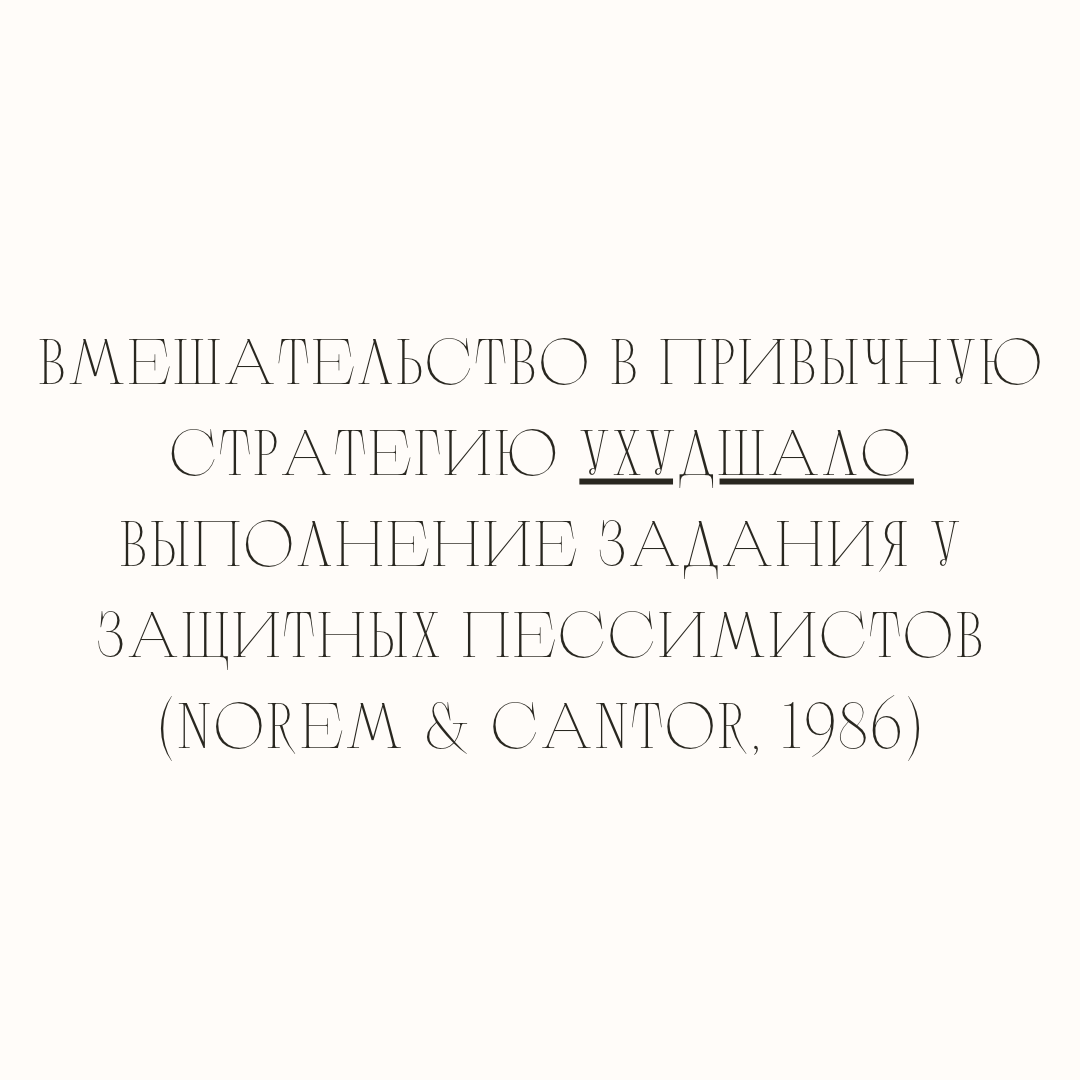 ВМЕШАТЕЛЬСТВО В ПРИВЫЧНУЮ
СТРАТЕГИЮ УХУДШАЛО
ВЫПОЛНЕНИЕ ЗАДАНИЯ У
ЗАЩИТНЫХ ПЕССИМИСТОВ
(NOREM & CANTOR, 1986)